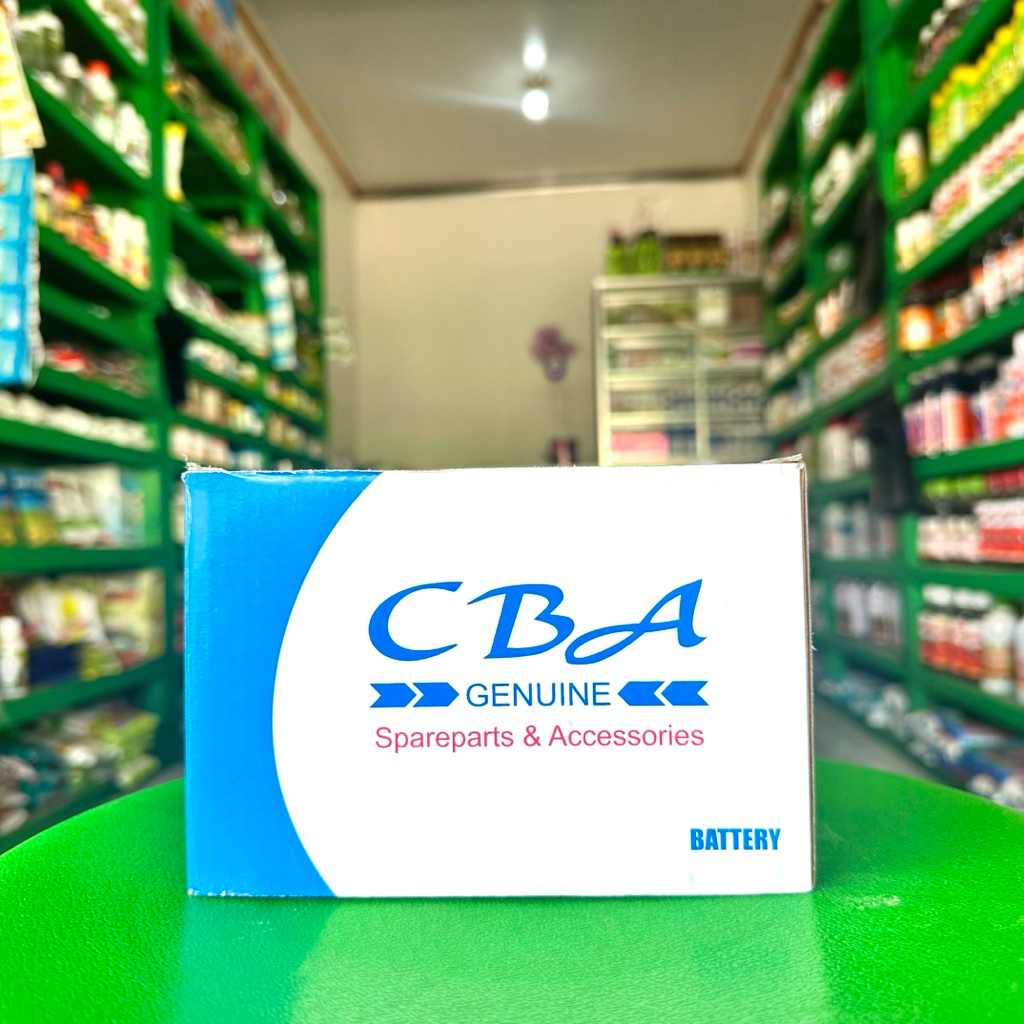 CBA
GENUINE
Spareparts & Accessories
BATTERY